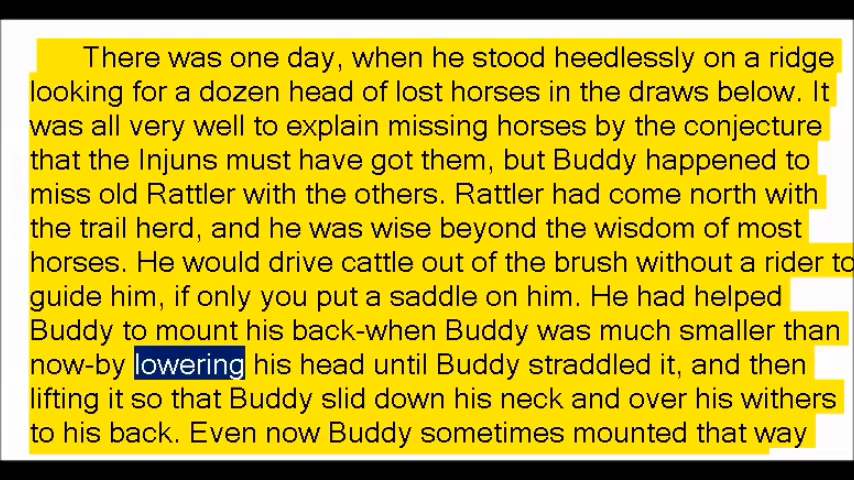 There was one day, when he stood heedlessly on a ridge
looking for a dozen head of lost horses in the draws below. It
was all very well to explain missing horses by the conjecture
that the Injuns must have got them, but Buddy happened to
miss old Rattler with the others. Rattler had come north with
the trail herd, and he was wise beyond the wisdom of most
horses. He would drive cattle out of the brush without a rider to
guide him, if only you put a saddle on him. He had helped
Buddy to mount his back-when Buddy was much smaller than
now-by lowering his head until Buddy straddled it, and then
lifting it so that Buddy slid down his neck and over his withers
to his back. Even now Buddy sometimes mounted that way